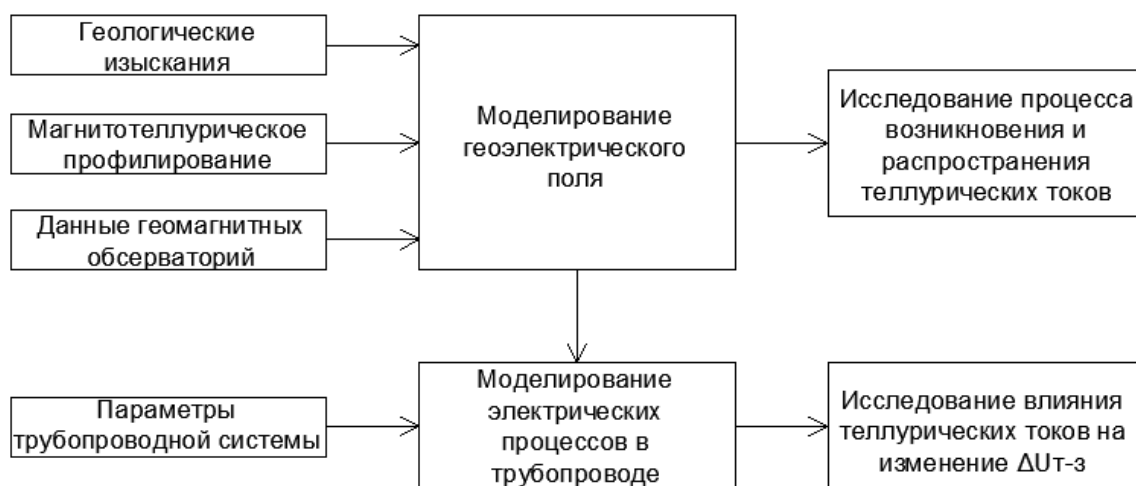 Геологические
изыскания
Магнитотеллурическое
профилирование
Данные геомагнитных
обсерваторий
Моделирование
геоэлектрического
поля
Исследование процесса
возникновения и
распространения
теллурических токов
Параметры
трубопроводной системы
Моделирование
электрических
процессов в
трубопроводе
Исследование влияния
теллурических токов на
изменение ΔUт-з